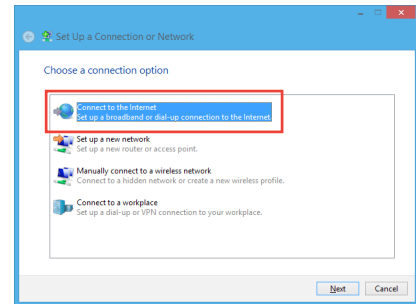 Set Up a Connection or Network
Choose a connection option
Connect to the Internet
Set up a broadband or dial-up connection to the Internet.
Set up a new network
Set up a new router or access point.
Manually connect to a wireless network
Connect to a hidden network or create a new wireless profile.
Connect to a workplace
Set up a dial-up or VPN connection to your workplace.
Next Cancel